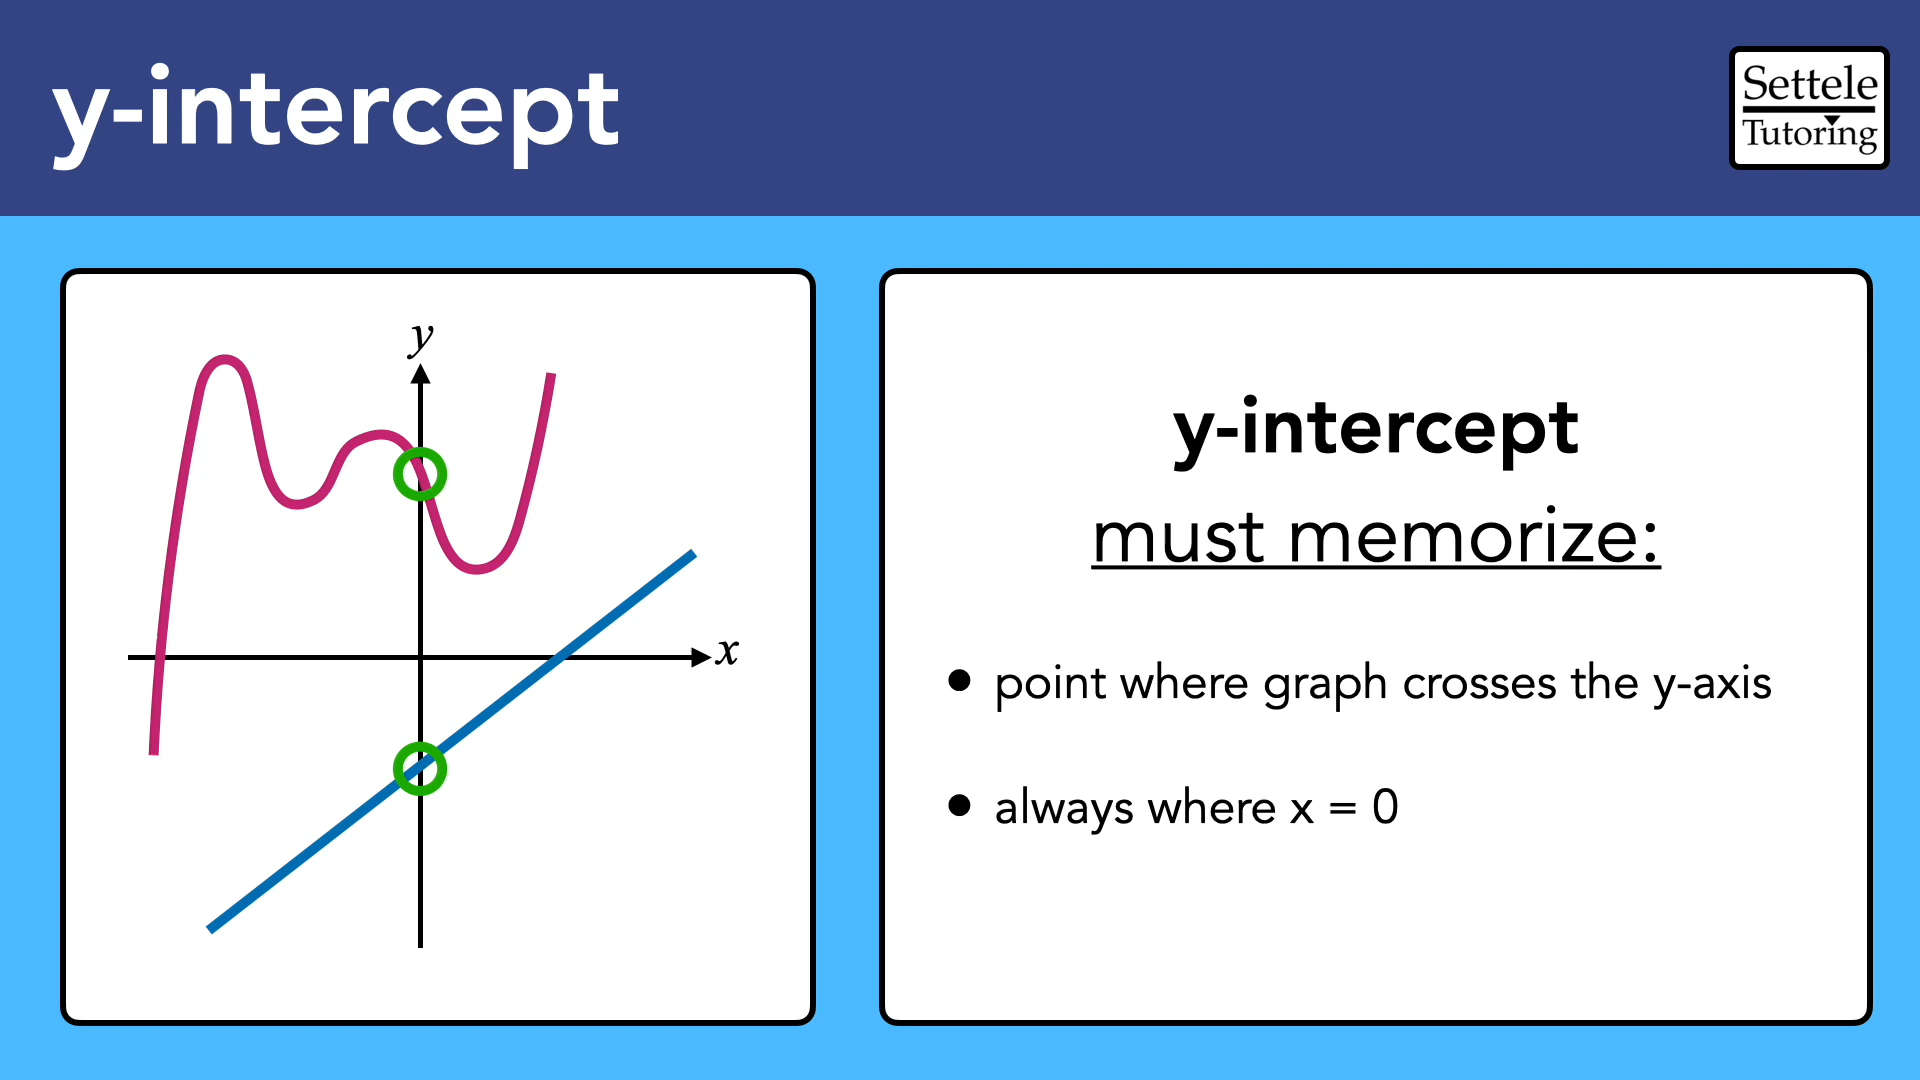 y-intercept
Settele
Tutoring
y
x
y-intercept
must memorize:
• point where graph crosses the y-axis
• always where x = 0